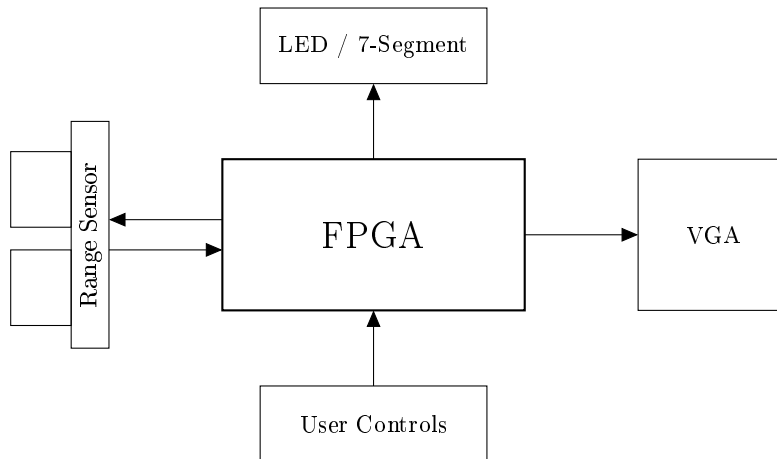 LED / 7-Segment
Range Sensor
FPGA
VGA
User Controls